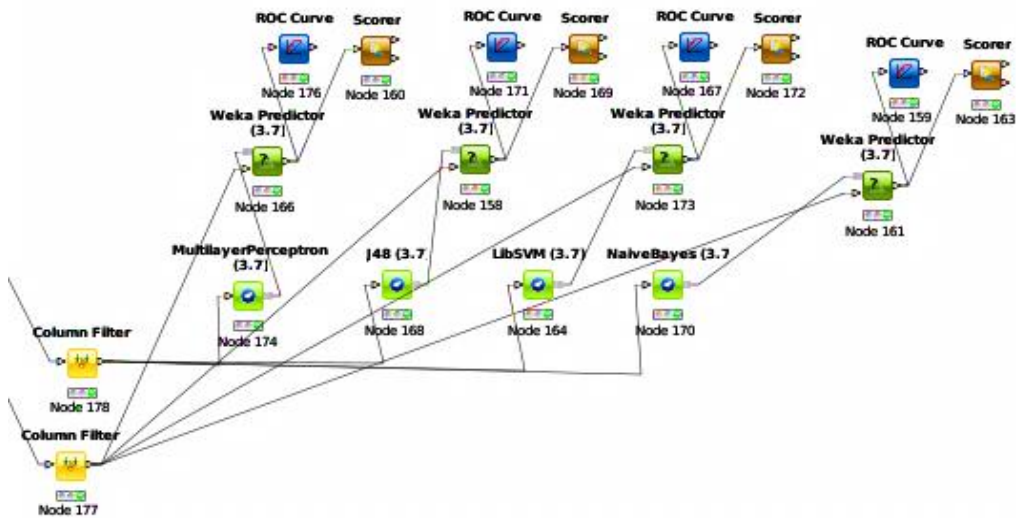 ROC Curve Scorer ROC Curve Scorer ROC Curve Scorer
ROC Curve Scorer
Node 176 Node 160 Node 171 Node 169 Node 167 Node 172
Node 159 Node 163
Weka Predictor Weka Predictor Weka Predictor
(3.7] (3.7] (3.7]
Weka Predictor
(3.7]
Node 166 Node 158 Node 173
Node 161
MultilayerPerceptron J48 (3.7 LibSVM (3.7] NaiveBayes (3.7
(3.7]
Node 174 Node 168 Node 164 Node 170
Column Filter
Node 178
Column Filter
Node 177